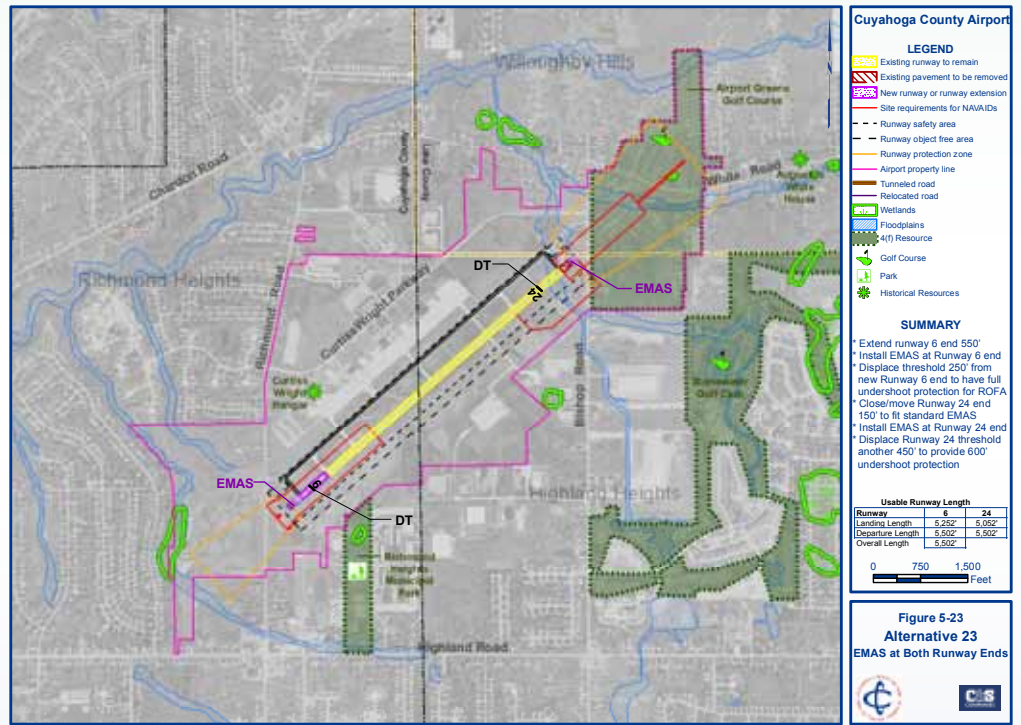 Cuyahoga County Airport
LEGEND
Existing runway to remain
Existing pavement to be removed
New runway or runway extension
Site requirements for NAVAIDs
Runway safety area
Runway object free area
Runway protection zone
Airport property line
Tunneled road
Relocated road
Wetlands
Floodplains
4(f) Resource
Golf Course
Park
Historical Resources
SUMMARY
* Extend runway 6 end 550'
* Install EMAS at Runway 6 end
* Displace threshold 250' from
new Runway 6 end to have full
undershoot protection for ROFA
* Close/move Runway 24 end
150' to fit standard EMAS
* Install EMAS at Runway 24 end
* Displace Runway 24 threshold
another 450' to provide 600'
undershoot protection
Usable Runway Length
Runway 6 24
Landing Length 5,252' 5,052'
Departure Length 5,502' 5,502'
Overall Length 5,502'
0 750 1,500
Feet
Figure 5-23
Alternative 23
EMAS at Both Runway Ends
Willoughby Hills
Airport Greens
Golf Course
Chardon Road
Cuyahoga County
Lake County
White Road
White
House
Richmond Heights
Richmond Road
Curtiss Wright Parkway
DT
24
EMAS
Curtiss
Wright
Hangar
Bishop Road
Golf Club
EMAS
6
DT
Highland Heights
Richmond
Heights
Municipal
Park
Highland Road